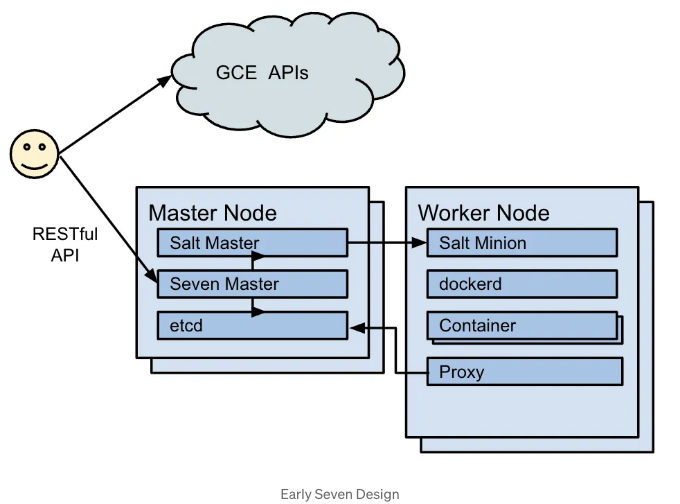 GCE APIs
RESTful
API
Master Node
Salt Master
Seven Master
etcd
Worker Node
Salt Minion
dockerd
Container
Proxy
Early Seven Design